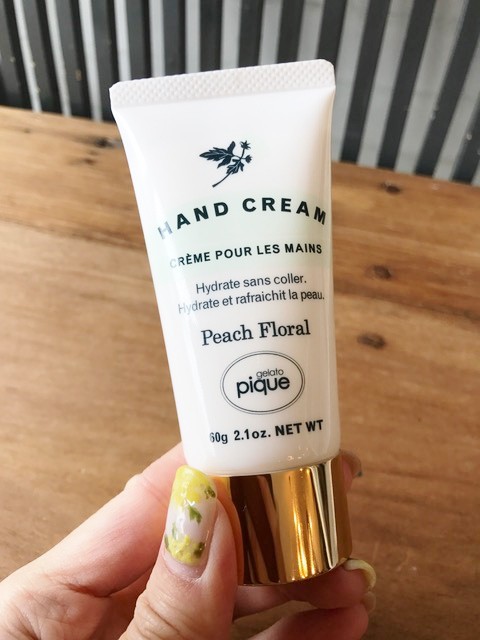 HAND CREAM
CRÈME POUR LES MAINS
Hydrate sans coller.
Hydrate et rafraichit la peau.
Peach Floral
gelato
pique
60g 2.1oz. NET WT